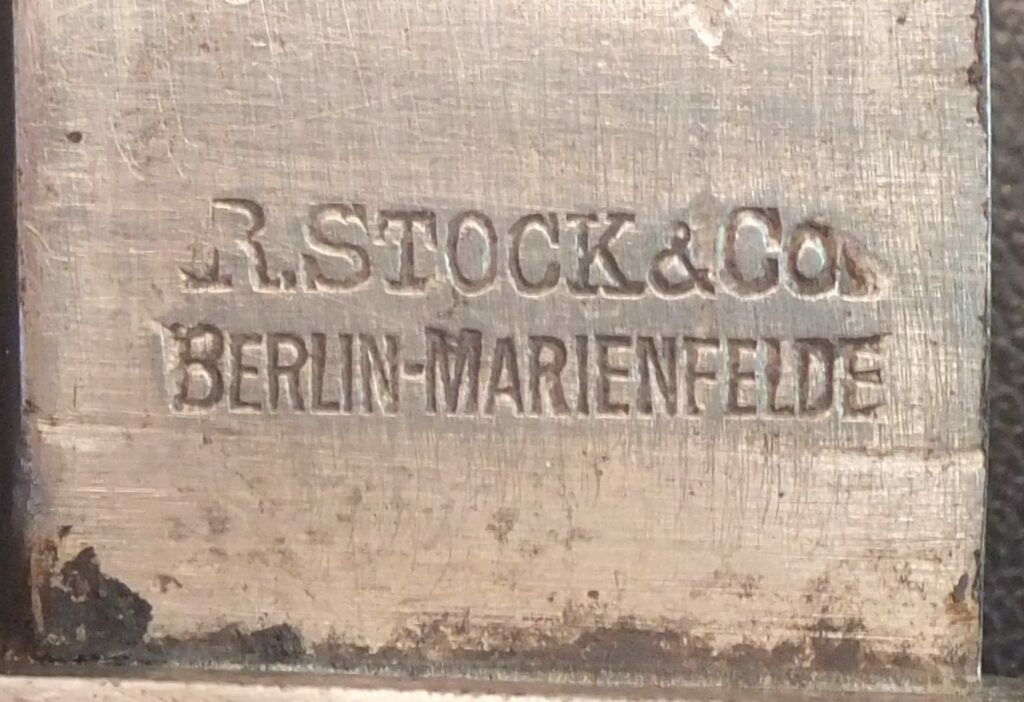 R. STOCK & Co.
BERLIN-MARIENFELDE